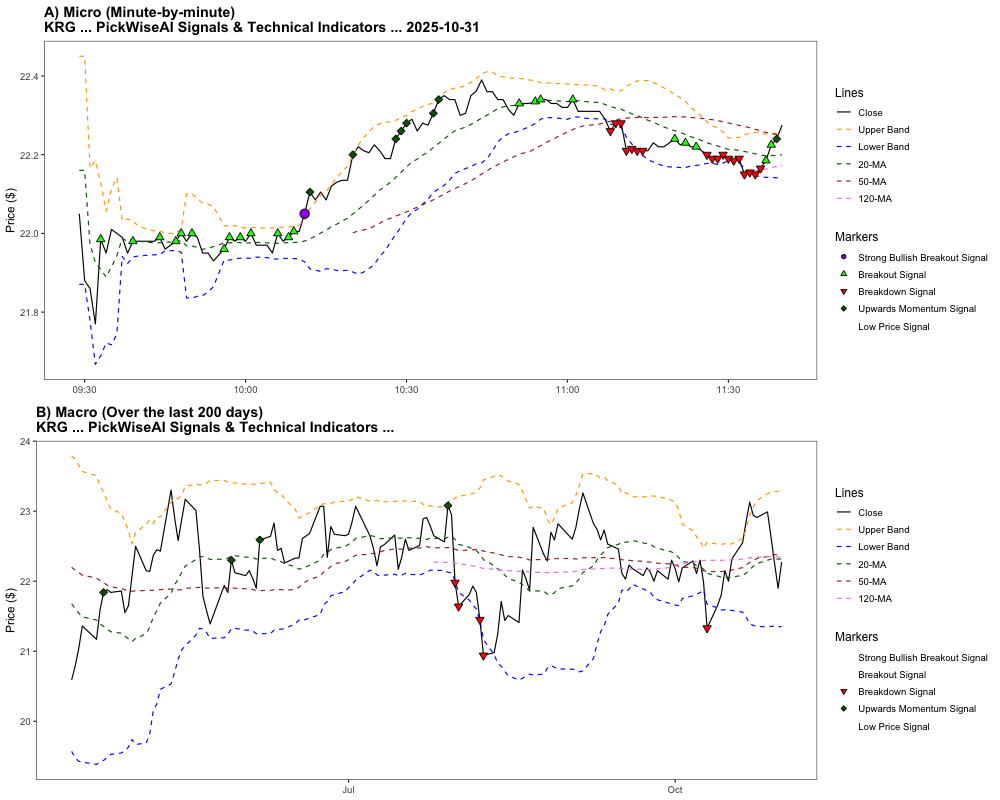 A) Micro (Minute-by-minute)
KRG ... PickWiseAI Signals & Technical Indicators ... 2025-10-31
22.4
22.2
22.0
21.8
Price ($)
09:30
10:00
10:30
11:00
11:30
Lines
Close
Upper Band
Lower Band
20-MA
50-MA
120-MA
Markers
Strong Bullish Breakout Signal
Breakout Signal
Breakdown Signal
Upwards Momentum Signal
Low Price Signal
B) Macro (Over the last 200 days)
KRG ... PickWiseAI Signals & Technical Indicators ...
24
23
22
21
20
Price ($)
Jul
Oct
Lines
Close
Upper Band
Lower Band
20-MA
50-MA
120-MA
Markers
Strong Bullish Breakout Signal
Breakout Signal
Breakdown Signal
Upwards Momentum Signal
Low Price Signal